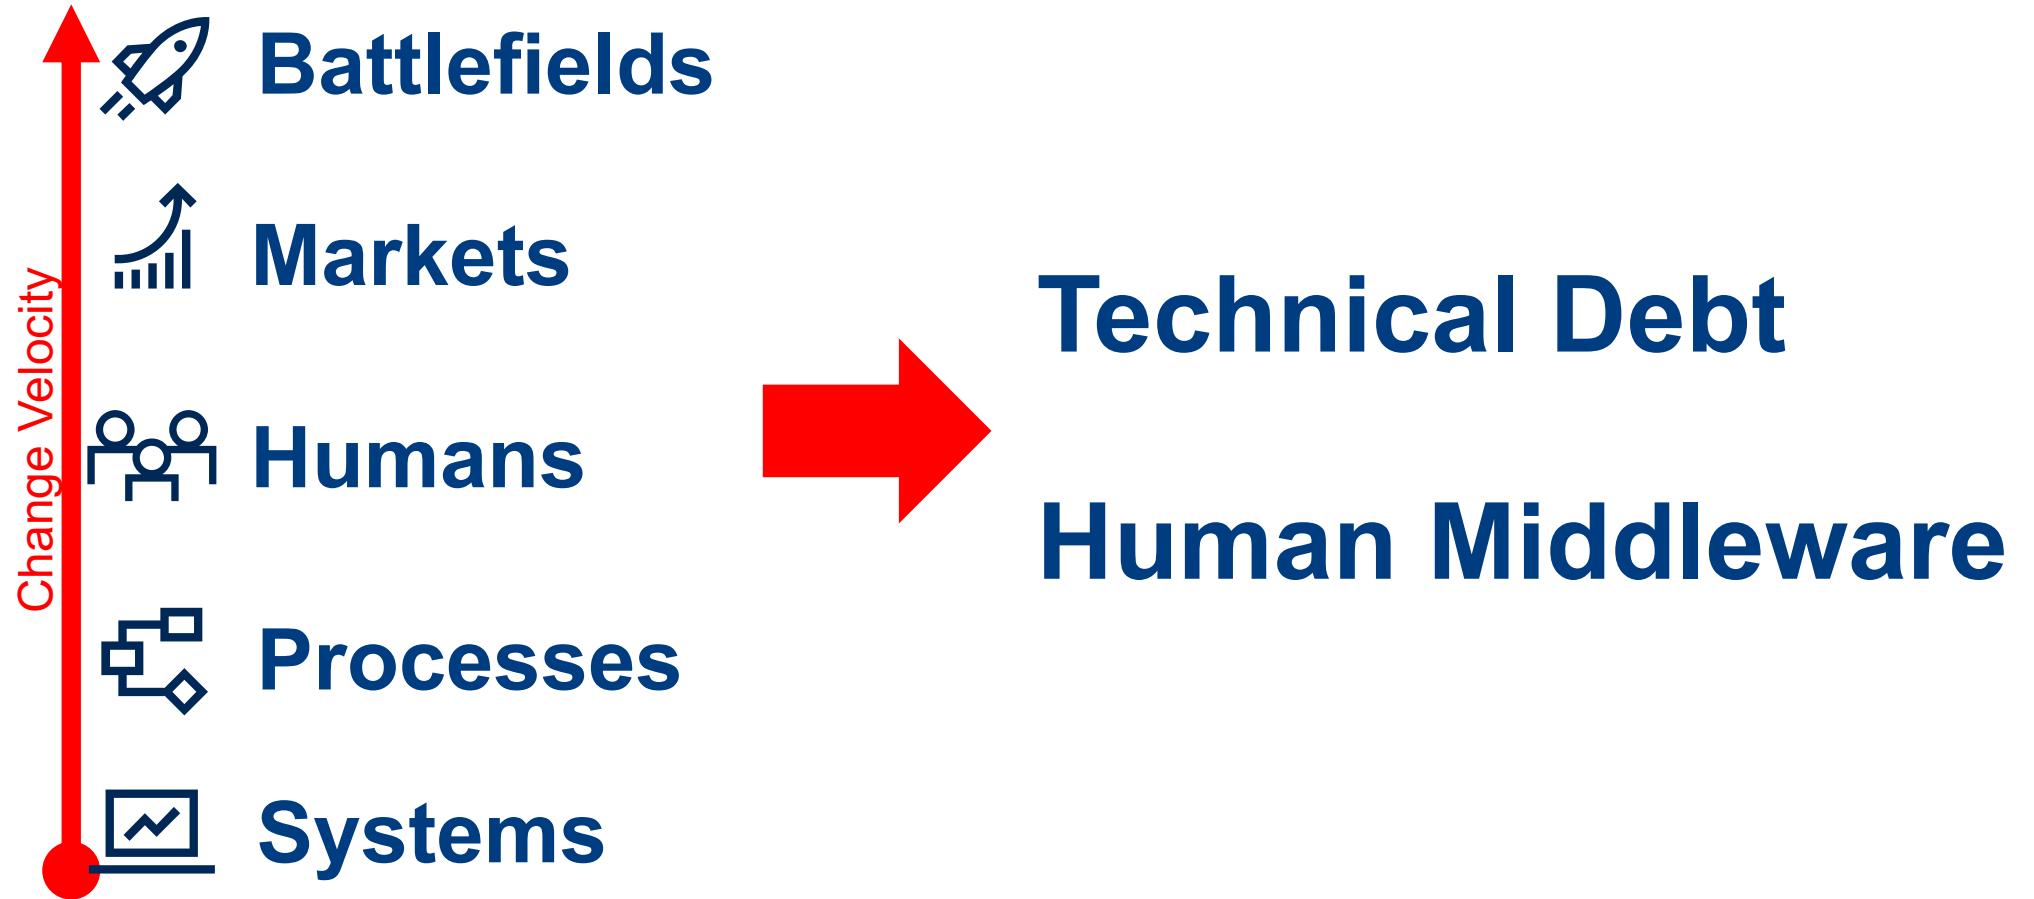 Change Velocity
Battlefields
Markets
Humans
Processes
Systems
Technical Debt
Human Middleware